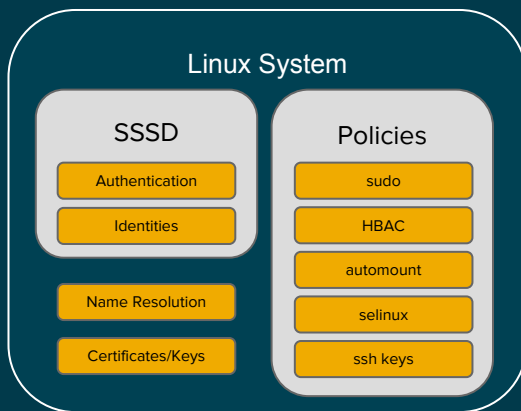 Linux System
SSSD
Authentication
Identities
Name Resolution
Certificates/Keys
Policies
sudo
HBAC
automount
selinux
ssh keys